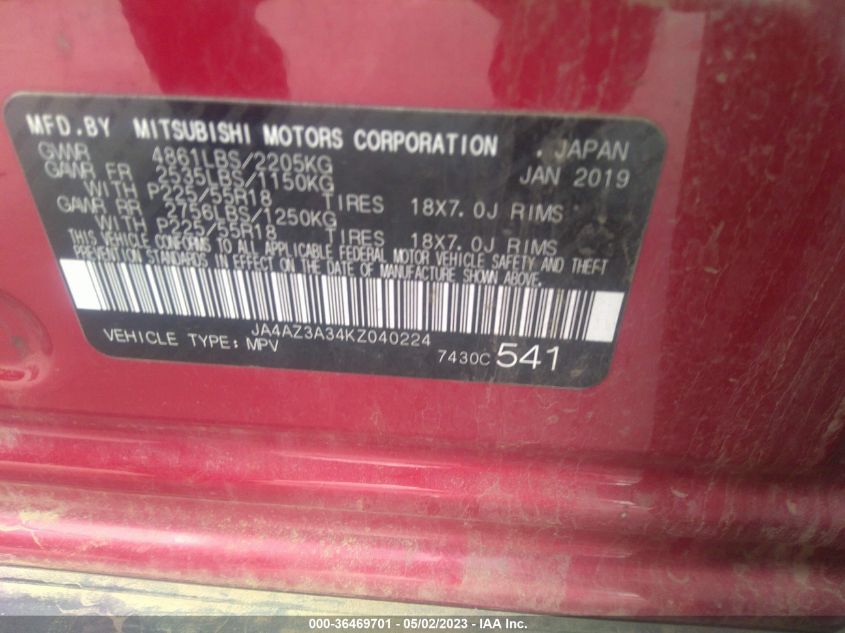 MFD.BY MITSUBISHI MOTORS CORPORATION . JAPAN
GVWR 4861LBS/2205KG JAN 2019
GAWR FR 2535LBS/1150KG
WITH P225/55R18 TIRES 18X7.0J RIMS
GAWR RR 2756LBS/1250KG
WITH P225/55R18 TIRES 18X7.0J RIMS
THIS VEHICLE CONFORMS TO ALL APPLICABLE FEDERAL MOTOR VEHICLE SAFETY AND THEFT
PREVENTION STANDARDS IN EFFECT ON THE DATE OF MANUFACTURE SHOWN ABOVE.
JA4AZ3A34KZ040224
VEHICLE TYPE: MPV 7430C 541
000-36469701 - 05/02/2023 - IAA Inc.